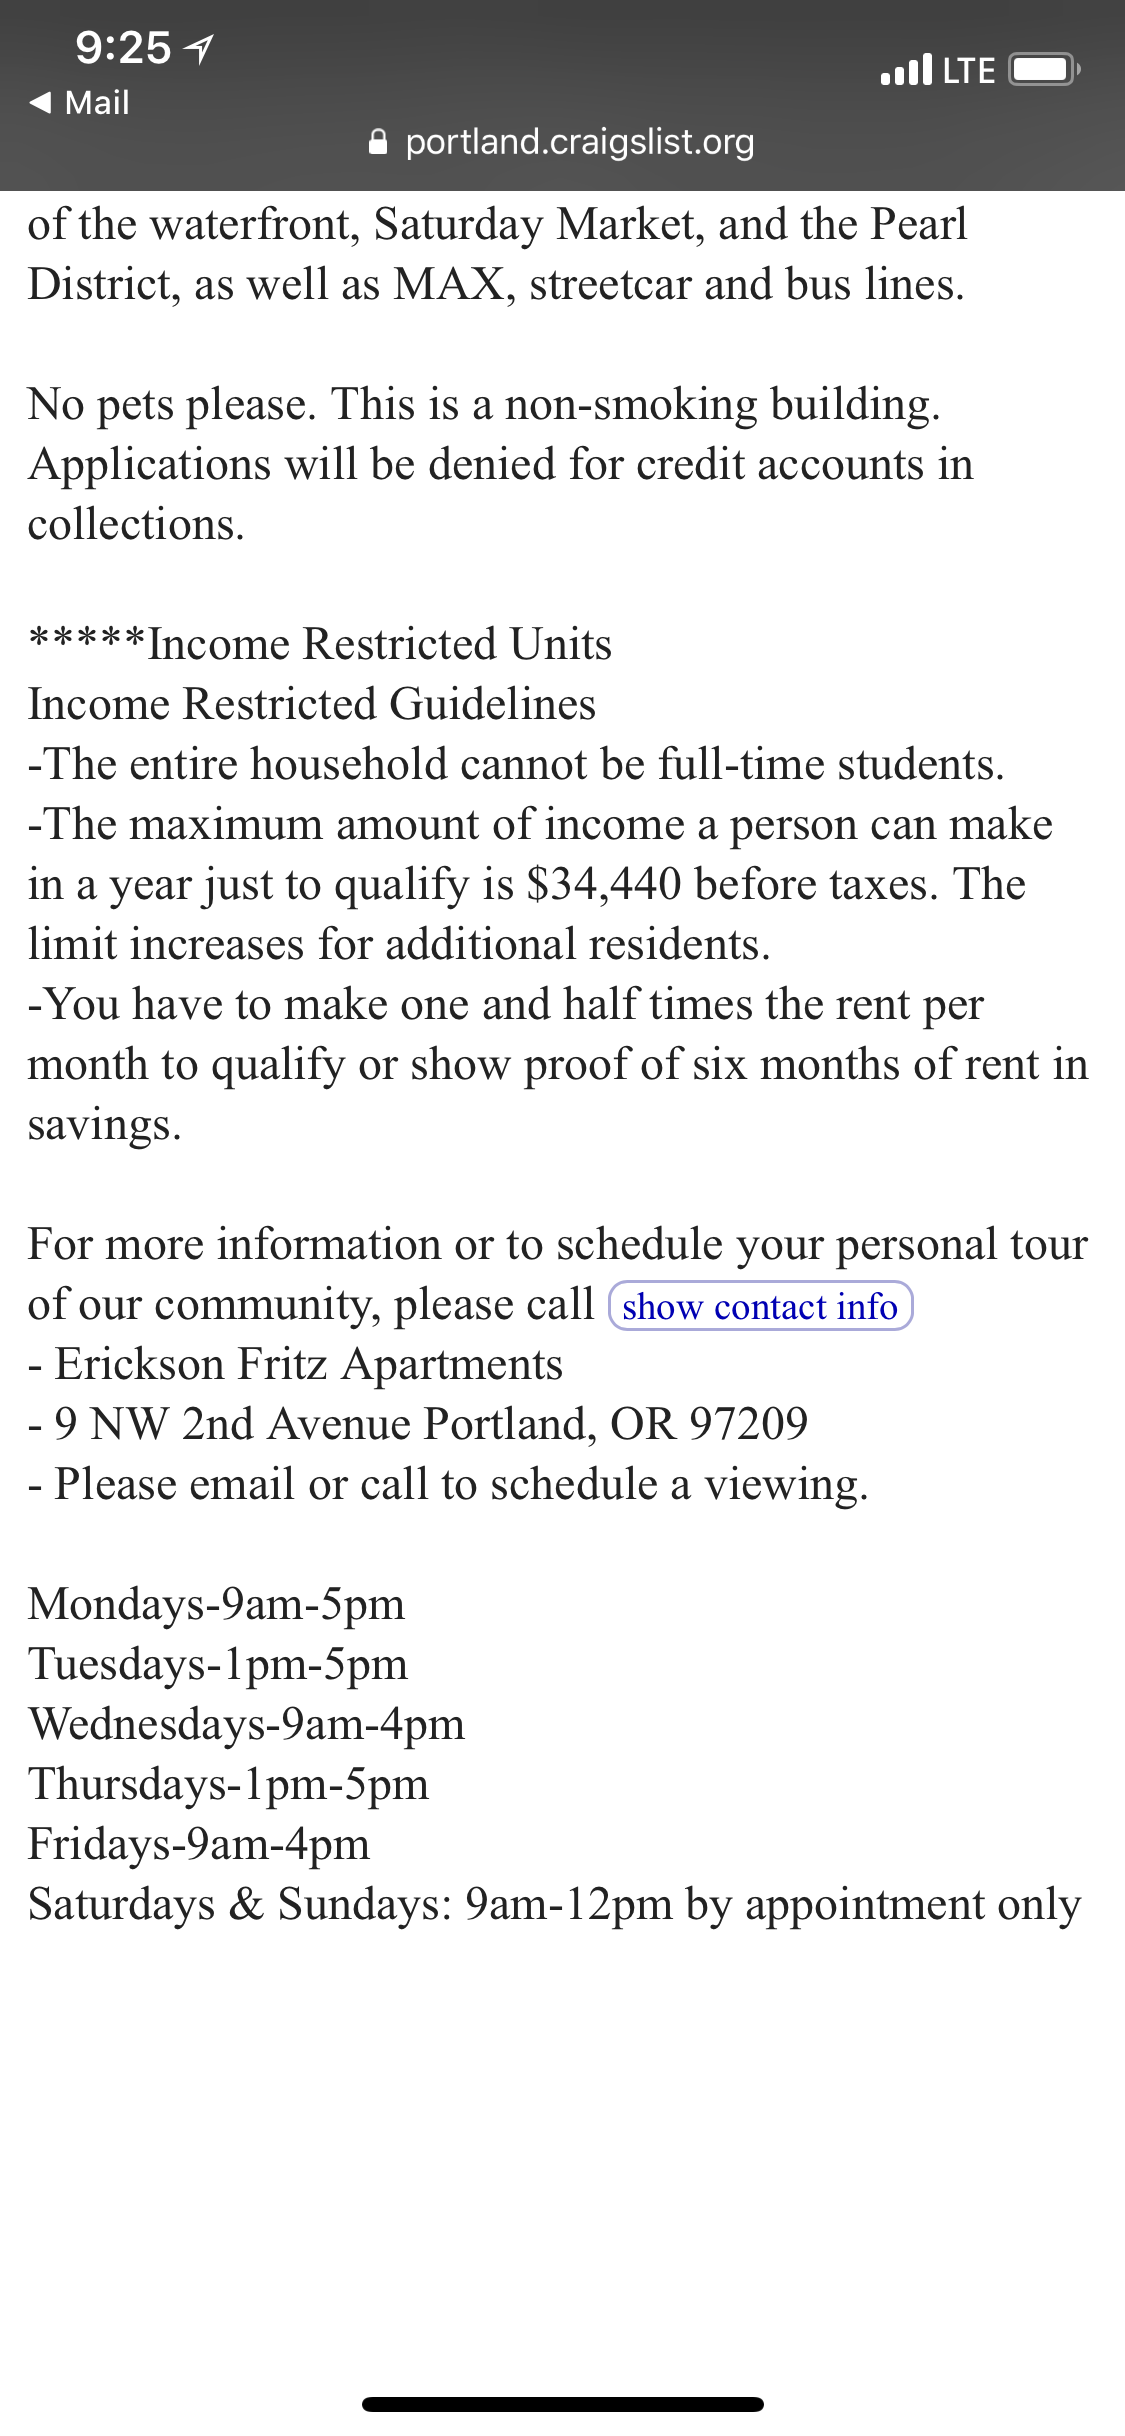 9:25
LTE
Mail
portland.craigslist.org
of the waterfront, Saturday Market, and the Pearl
District, as well as MAX, streetcar and bus lines.
No pets please. This is a non-smoking building.
Applications will be denied for credit accounts in
collections.
*****Income Restricted Units
Income Restricted Guidelines
-The entire household cannot be full-time students.
-The maximum amount of income a person can make
in a year just to qualify is $34,440 before taxes. The
limit increases for additional residents.
-You have to make one and half times the rent per
month to qualify or show proof of six months of rent in
savings.
For more information or to schedule your personal tour
of our community, please call show contact info
- Erickson Fritz Apartments
- 9 NW 2nd Avenue Portland, OR 97209
- Please email or call to schedule a viewing.
Mondays-9am-5pm
Tuesdays-1pm-5pm
Wednesdays-9am-4pm
Thursdays-1pm-5pm
Fridays-9am-4pm
Saturdays & Sundays: 9am-12pm by appointment only